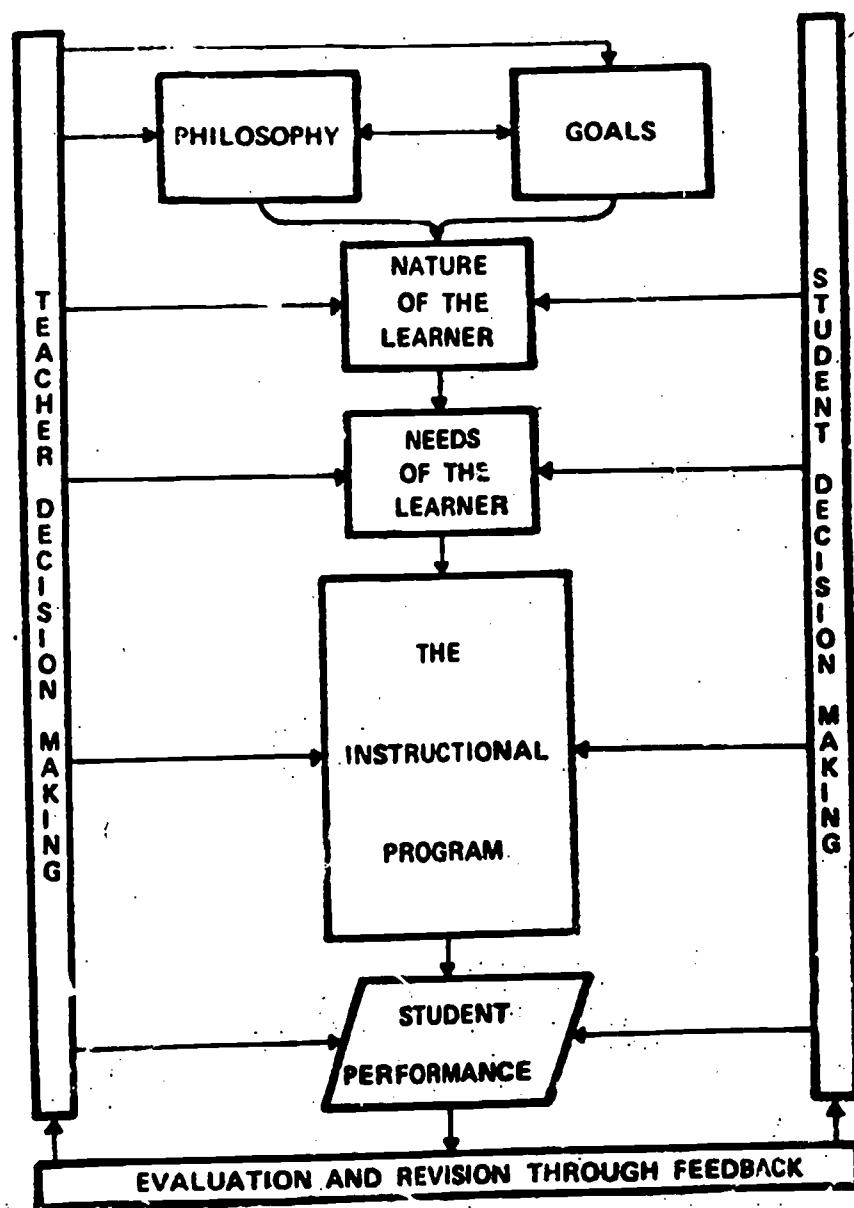 PHILOSOPHY
GOALS
NATURE
OF THE
LEARNER
TEACHER DECISION MAKING
STUDENT DECISION MAKING
NEEDS
OF THE
LEARNER
THE
INSTRUCTIONAL
PROGRAM
STUDENT
PERFORMANCE
EVALUATION AND REVISION THROUGH FEEDBACK